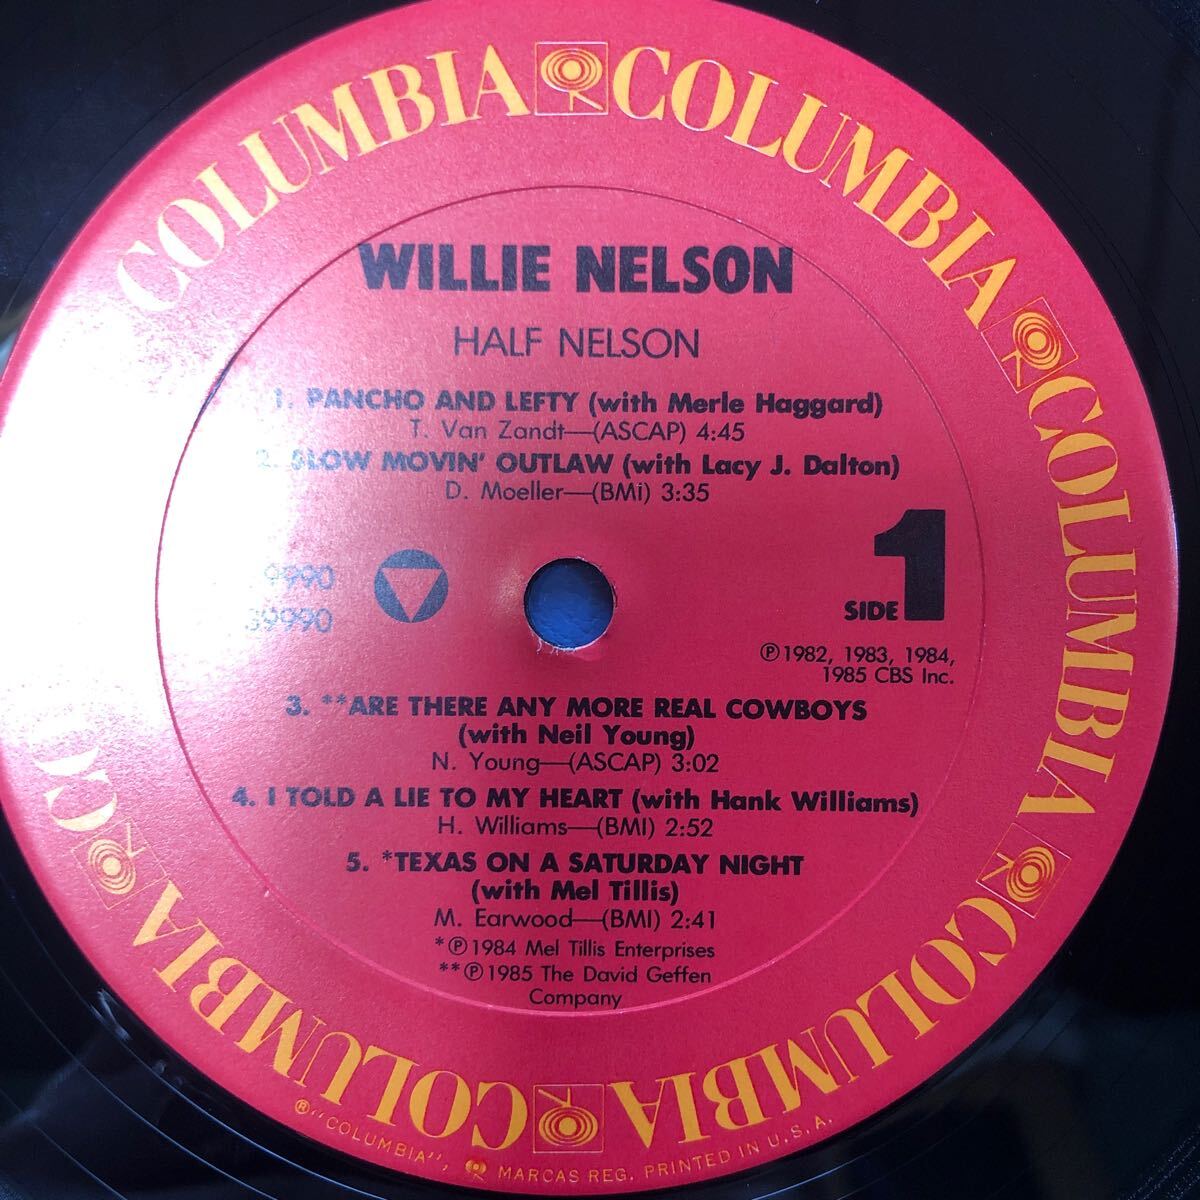 COLUMBIA COLUMBIA COLUMBIA COLUMBIA COLUMBIA COLUMBIA
WILLIE NELSON
HALF NELSON
1. PANCHO AND LEFTY (with Merle Haggard)
T. Van Zandt—(ASCAP) 4:45
2. SLOW MOVIN' OUTLAW (with Lacy J. Dalton)
D. Moeller—(BMI) 3:35
9990
39990
SIDE 1
℗1982, 1983, 1984,
1985 CBS Inc.
3. **ARE THERE ANY MORE REAL COWBOYS
(with Neil Young)
N. Young—(ASCAP) 3:02
4. I TOLD A LIE TO MY HEART (with Hank Williams)
H. Williams—(BMI) 2:52
5. *TEXAS ON A SATURDAY NIGHT
(with Mel Tillis)
M. Earwood—(BMI) 2:41
*℗1984 Mel Tillis Enterprises
**℗1985 The David Geffen
Company
®"COLUMBIA", MARCAS REG. PRINTED IN U.S.A.